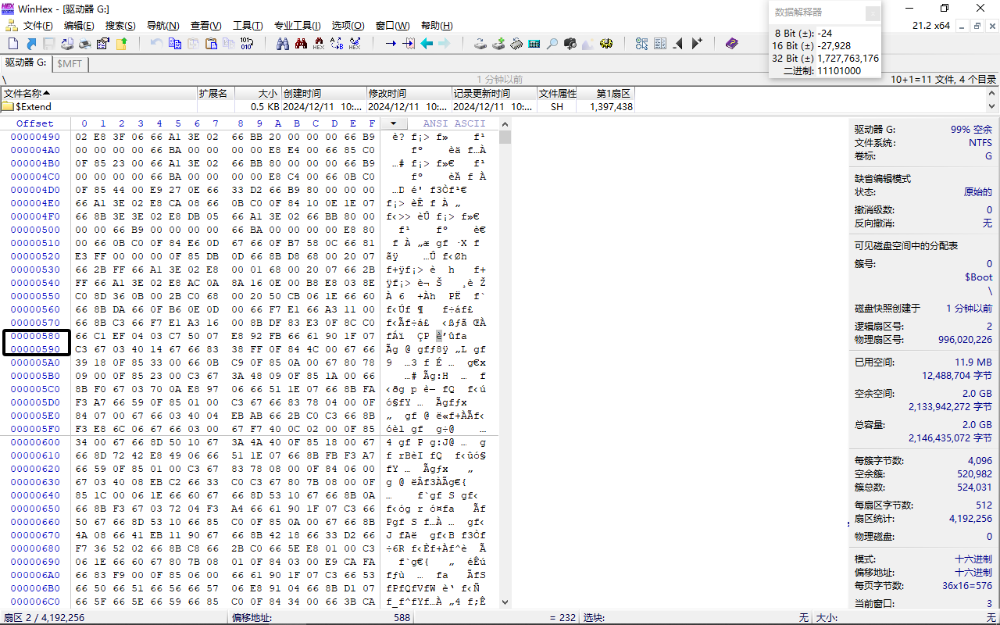 WinHex - [驱动器 G:]
文件(F) 编辑(E) 搜索(S) 导航(N) 查看(V) 工具(T) 专业工具(I) 选项(O) 窗口(W) 帮助(H)
21.2 x64
数据解释器
8 Bit (±): -24
16 Bit (±) -27,928
32 Bit (±) 1,727,763,176
二进制: 11101000
驱动器 G: $MFT
\ 1 分钟以前 10+1=11 文件, 4 个目录
文件名称 扩展名 大小 创建时间 修改时间 记录更新时间 文件属性 第1扇区
$Extend 0.5 KB 2024/12/11 10:... 2024/12/11 10:... 2024/12/11 10:... SH 1,397,438
Offset 0 1 2 3 4 5 6 7 8 9 A B C D E F ANSI ASCII
00000490 02 E8 3F 06 66 A1 3E 02 66 BB 20 00 00 00 66 B9 è? f¡> f» f¹
000004A0 00 00 00 00 66 BA 00 00 00 00 E8 E4 00 66 85 C0 fº èä f…À
000004B0 0F 85 23 00 66 A1 3E 02 66 BB 80 00 00 00 66 B9 …# f¡> f»€ f¹
000004C0 00 00 00 00 66 BA 00 00 00 00 E8 C4 00 66 0B C0 fº èÄ f À
000004D0 0F 85 44 00 E9 27 0E 66 33 D2 66 B9 80 00 00 00 …D é' f3Òf¹€
000004E0 66 A1 3E 02 E8 CA 08 66 0B C0 0F 84 10 0E 1E 07 f¡> èÊ f À „
000004F0 66 8B 3E 3E 02 E8 DB 05 66 A1 3E 02 66 BB 80 00 f‹>> èÛ f¡> f»€
00000500 00 00 66 B9 00 00 00 00 66 BA 00 00 00 00 E8 80 f¹ fº è€
00000510 00 66 0B C0 0F 84 E6 0D 67 66 0F B7 58 0C 66 81 f À „æ gf ·X f
00000520 E3 FF 00 00 00 0F 85 DB 0D 66 8B D8 68 00 20 07 ãÿ …Û f‹Øh
00000530 66 2B FF 66 A1 3E 02 E8 00 01 68 00 20 07 66 2B f+ÿf¡> è h f+
00000540 FF 66 A1 3E 02 E8 AC 0A 8A 16 0E 00 B8 E8 03 8E ÿf¡> è¬ Š ¸è Ž
00000550 C0 8D 36 0B 00 2B C0 68 00 20 50 CB 06 1E 66 60 À 6 +Àh PË f`
00000560 66 8B DA 66 0F B6 0E 0D 00 66 F7 E1 66 A3 11 00 f‹Úf ¶ f÷áf£
00000570 66 8B C3 66 F7 E1 A3 16 00 8B DF 83 E3 0F 8C C0 f‹Ãf÷á£ ‹ßƒã ŒÀ
00000580 66 C1 EF 04 03 C7 50 07 E8 92 FB 66 61 90 1F 07 fÁï ÇP è’ûfa
00000590 C3 67 03 40 14 67 66 83 38 FF 0F 84 4C 00 67 66 Ãg @ gfƒ8ÿ „L gf
000005A0 39 18 0F 85 33 00 66 0B C9 0F 85 0A 00 67 80 78 9 …3 f É … g€x
000005B0 09 00 0F 85 23 00 C3 67 3A 48 09 0F 85 1A 00 66 …# Ãg:H … f
000005C0 8B F0 67 03 70 0A E8 97 06 66 51 1E 07 66 8B FA ‹ðg p è— fQ f‹ú
000005D0 F3 A7 66 59 0F 85 01 00 C3 67 66 83 78 04 00 0F ó§fY … Ãgfƒx
000005E0 84 07 00 67 66 03 40 04 EB AB 66 2B C0 C3 66 8B „ gf @ ë«f+ÀÃf‹
000005F0 F3 E8 6C 06 67 66 03 00 67 F7 40 0C 02 00 0F 85 óèl gf g÷@ …
00000600 34 00 67 66 8D 50 10 67 3A 4A 40 0F 85 18 00 67 4 gf P g:J@ … g
00000610 66 8D 72 42 E8 49 06 66 51 1E 07 66 8B FB F3 A7 f rBèI fQ f‹ûó§
00000620 66 59 0F 85 01 00 C3 67 83 78 08 00 0F 84 06 00 fY … Ãgƒx „
00000630 67 03 40 08 EB C2 66 33 C0 C3 67 80 7B 08 00 0F g @ ëÂf3ÀÃg€{
00000640 85 1C 00 06 1E 66 60 67 66 8D 53 10 67 66 8B 0A … f`gf S gf‹
00000650 66 8B F3 67 03 72 04 F3 A4 66 61 90 1F 07 C3 66 f‹óg r ó¤fa Ãf
00000660 50 67 66 8D 53 10 66 85 C0 0F 85 0A 00 67 66 8B Pgf S f…À … gf‹
00000670 4A 08 66 41 EB 11 90 67 66 8B 42 18 66 33 D2 66 J fAë gf‹B f3Òf
00000680 F7 36 52 02 66 8B C8 66 2B C0 66 5E E8 01 00 C3 ÷6R f‹Èf+Àf^è Ã
00000690 06 1E 66 60 67 80 7B 08 01 0F 84 03 00 E9 CA FA f`g€{ „ éÊú
000006A0 66 83 F9 00 0F 85 06 00 66 61 90 1F 07 C3 66 53 fƒù … fa ÃfS
000006B0 66 50 66 51 66 56 66 57 06 E8 91 04 66 8B D1 07 fPfQfVfW è‘ f‹Ñ
000006C0 66 5F 66 5E 66 59 66 85 C0 0F 84 34 00 66 3B CA f_f^fYf…À „4 f;Ê
驱动器 G: 99% 空余
文件系统: NTFS
卷标: G
缺省编辑模式
状态: 原始的
撤消级数: 0
反向撤消: 无
可见磁盘空间中的分配表
簇号: 0
$Boot
\
磁盘快照创建于 1 分钟以前
逻辑扇区号: 2
物理扇区号: 996,020,226
已用空间: 11.9 MB
12,488,704 字节
空余空间: 2.0 GB
2,133,942,272 字节
总容量: 2.0 GB
2,146,435,072 字节
每簇字节数: 4,096
空余簇: 520,982
簇总数: 524,031
每扇区字节数: 512
扇区统计: 4,192,256
物理磁盘: 0
模式: 十六进制
偏移地址: 十六进制
每页字节数: 36x16=576
当前窗口: 3
扇区 2 / 4,192,256 偏移地址: 588 = 232 选块: 无 大小: 无